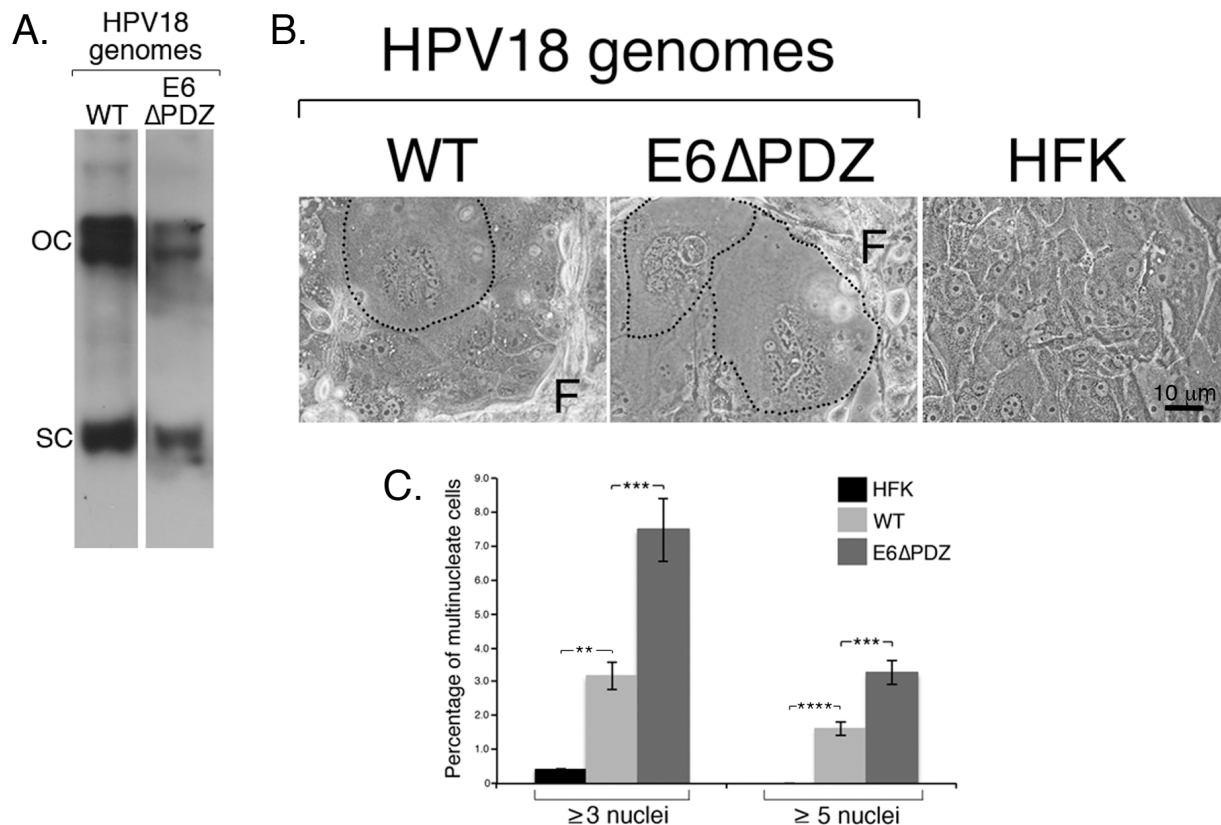 A.
HPV18
genomes
WT
E6
ΔPDZ
OC
SC
B.
HPV18 genomes
WT
E6ΔPDZ
HFK
F
F
10 μm
C.
Percentage of multinucleate cells
9.0
8.0
7.0
6.0
5.0
4.0
3.0
2.0
1.0
0
**
***
****
***
HFK
WT
E6ΔPDZ
≥3 nuclei
≥ 5 nuclei